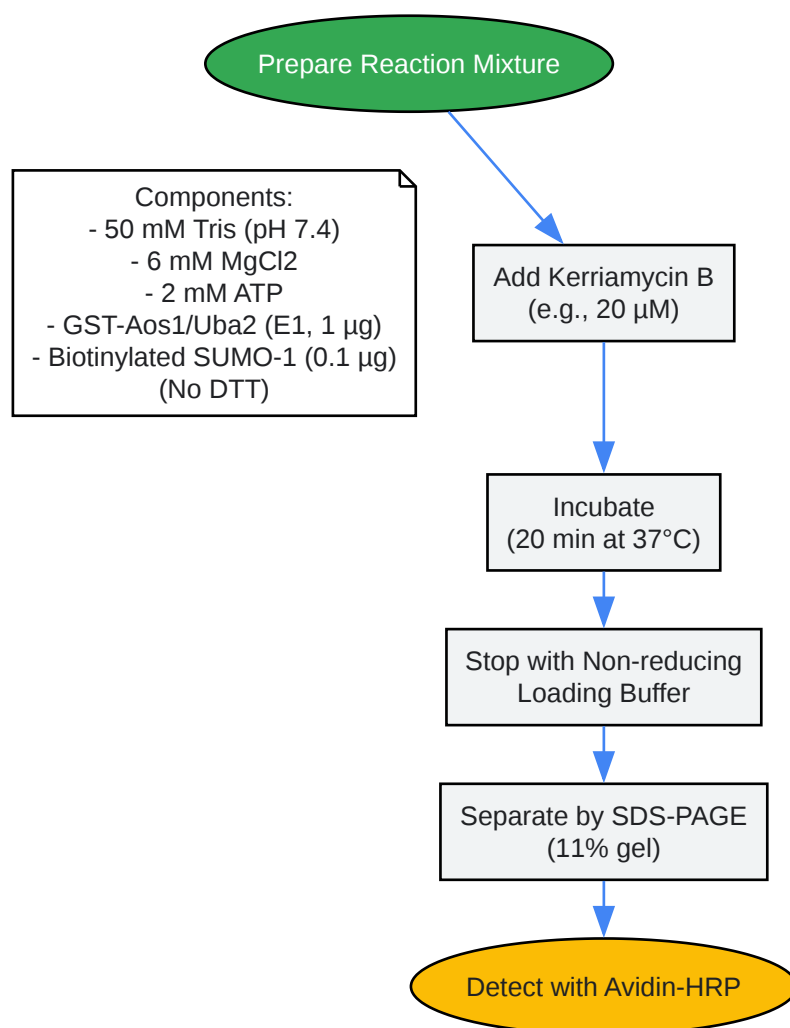 Prepare Reaction Mixture
Components:
- 50 mM Tris (pH 7.4)
- 6 mM MgCl2
- 2 mM ATP
- GST-Aos1/Uba2 (E1, 1 µg)
- Biotinylated SUMO-1 (0.1 µg)
(No DTT)
Add Kerriamycin B
(e.g., 20 µM)
Incubate
(20 min at 37°C)
Stop with Non-reducing
Loading Buffer
Separate by SDS-PAGE
(11% gel)
Detect with Avidin-HRP